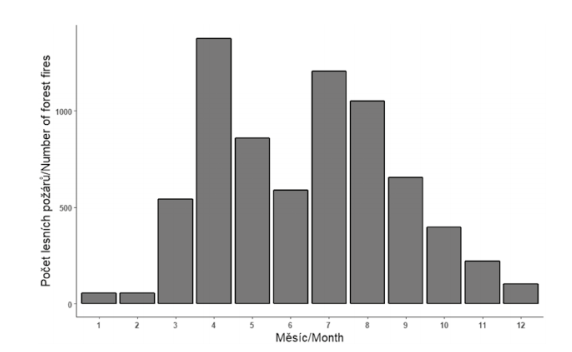 Počet lesních požárů/Number of forest fires
1000
500
0
1 2 3 4 5 6 7 8 9 10 11 12
Měsíc/Month